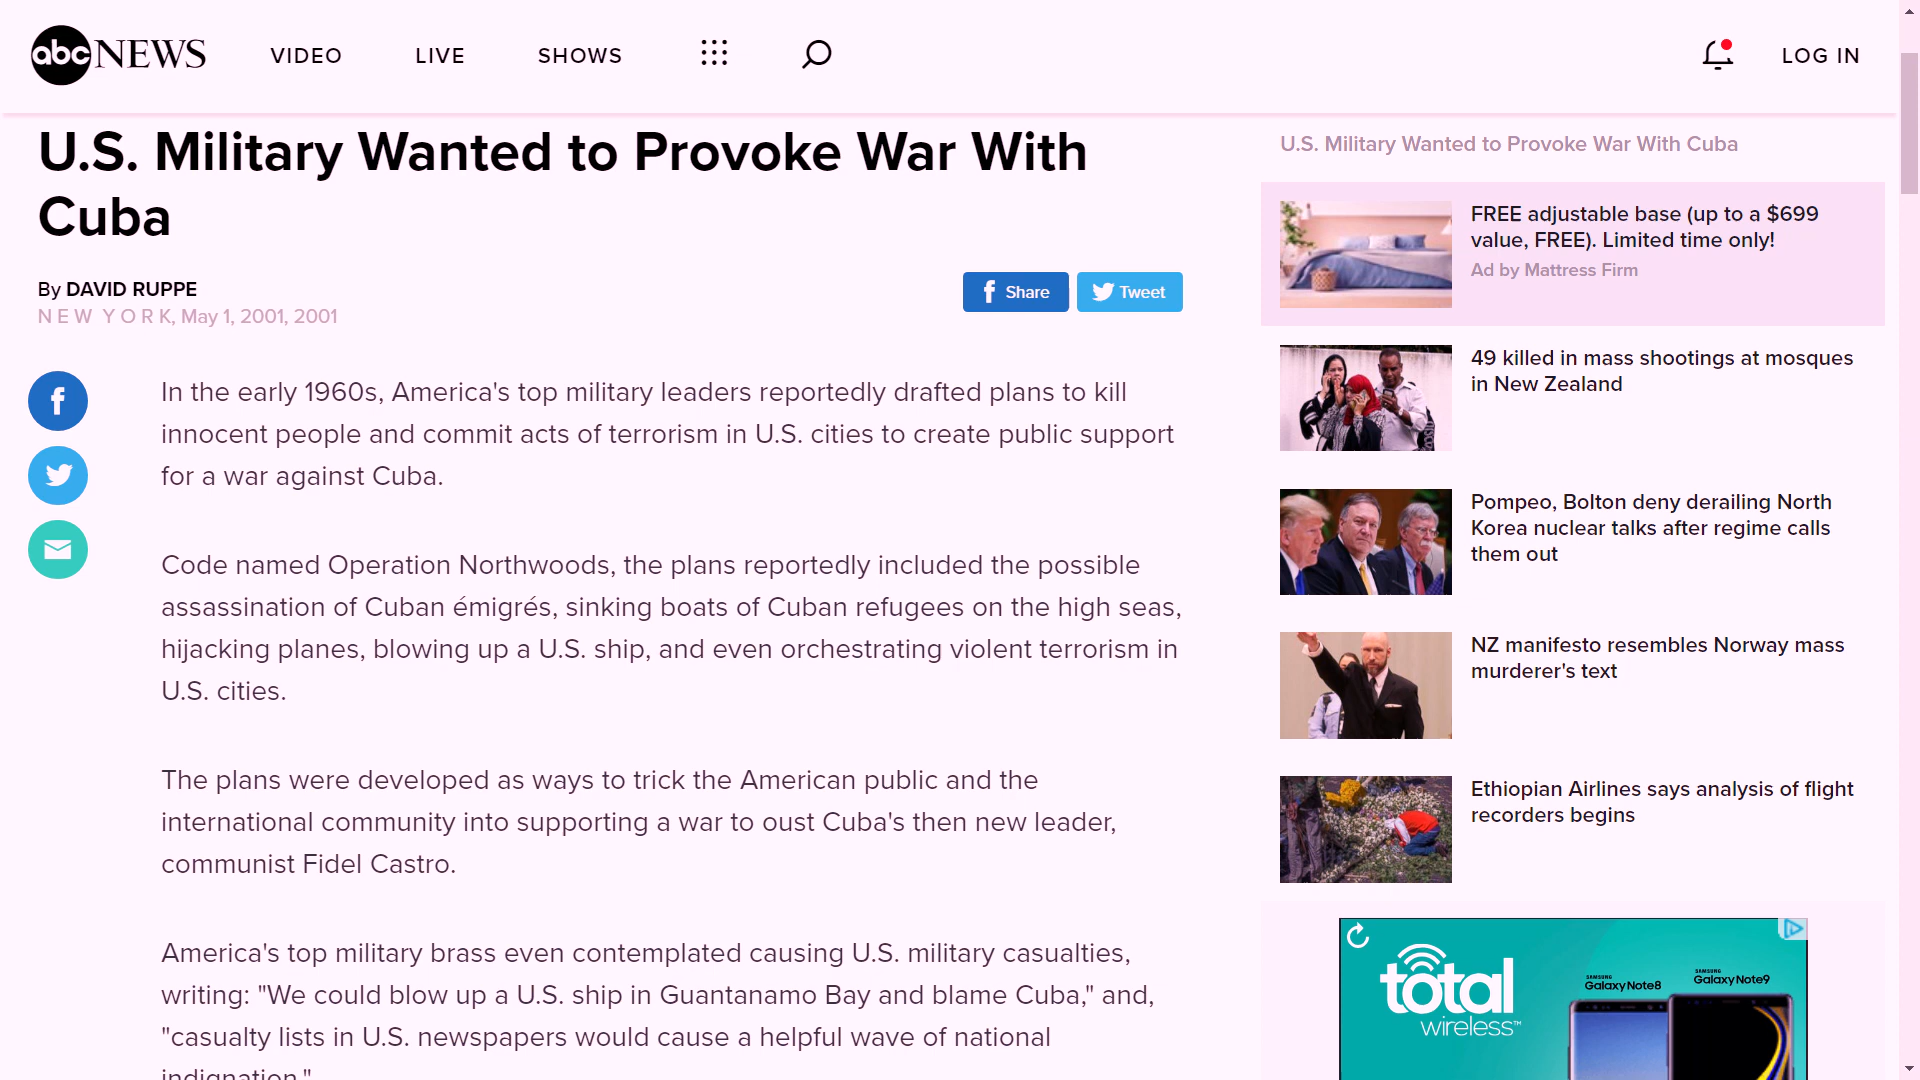 abc NEWS
VIDEO
LIVE
SHOWS
LOG IN
U.S. Military Wanted to Provoke War With
Cuba
By DAVID RUPPE
N E W Y O R K, May 1, 2001, 2001
Share
Tweet
In the early 1960s, America's top military leaders reportedly drafted plans to kill
innocent people and commit acts of terrorism in U.S. cities to create public support
for a war against Cuba.
Code named Operation Northwoods, the plans reportedly included the possible
assassination of Cuban émigrés, sinking boats of Cuban refugees on the high seas,
hijacking planes, blowing up a U.S. ship, and even orchestrating violent terrorism in
U.S. cities.
The plans were developed as ways to trick the American public and the
international community into supporting a war to oust Cuba's then new leader,
communist Fidel Castro.
America's top military brass even contemplated causing U.S. military casualties,
writing: "We could blow up a U.S. ship in Guantanamo Bay and blame Cuba," and,
"casualty lists in U.S. newspapers would cause a helpful wave of national
indignation."
U.S. Military Wanted to Provoke War With Cuba
FREE adjustable base (up to a $699
value, FREE). Limited time only!
Ad by Mattress Firm
49 killed in mass shootings at mosques
in New Zealand
Pompeo, Bolton deny derailing North
Korea nuclear talks after regime calls
them out
NZ manifesto resembles Norway mass
murderer's text
Ethiopian Airlines says analysis of flight
recorders begins
total
wireless™
SAMSUNG
Galaxy Note8
SAMSUNG
Galaxy Note9